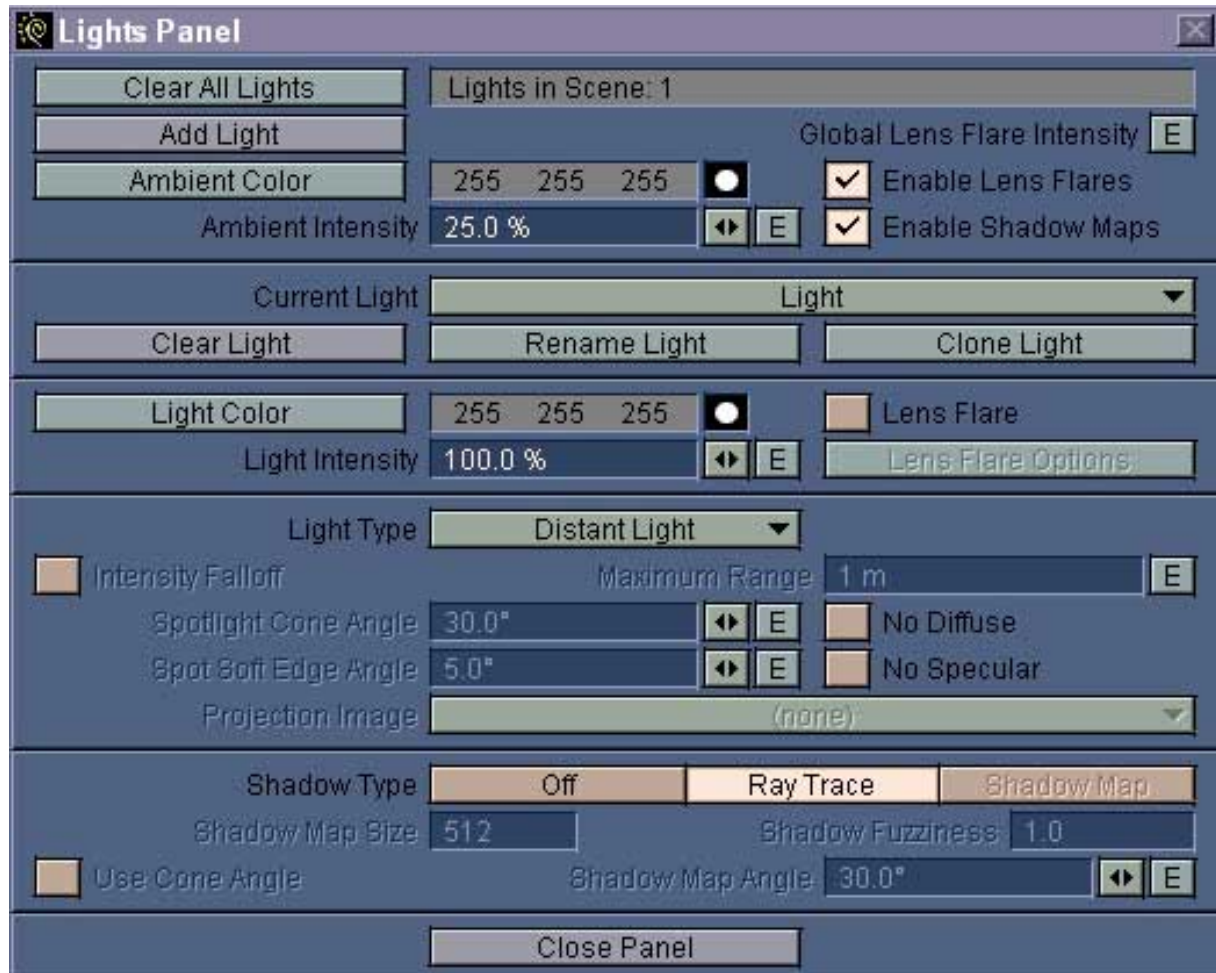 Lights Panel
Clear All Lights Lights in Scene: 1
Add Light Global Lens Flare Intensity E
Ambient Color 255 255 255 Enable Lens Flares
Ambient Intensity 25.0 % E Enable Shadow Maps
Current Light Light
Clear Light Rename Light Clone Light
Light Color 255 255 255 Lens Flare
Light Intensity 100.0 % E Lens Flare Options
Light Type Distant Light
Intensity Falloff Maximum Range 1 m E
Spotlight Cone Angle 30.0° E No Diffuse
Spot Soft Edge Angle 5.0° E No Specular
Projection Image (none)
Shadow Type Off Ray Trace Shadow Map
Shadow Map Size 512 Shadow Fuzziness 1.0
Use Cone Angle Shadow Map Angle 30.0° E
Close Panel